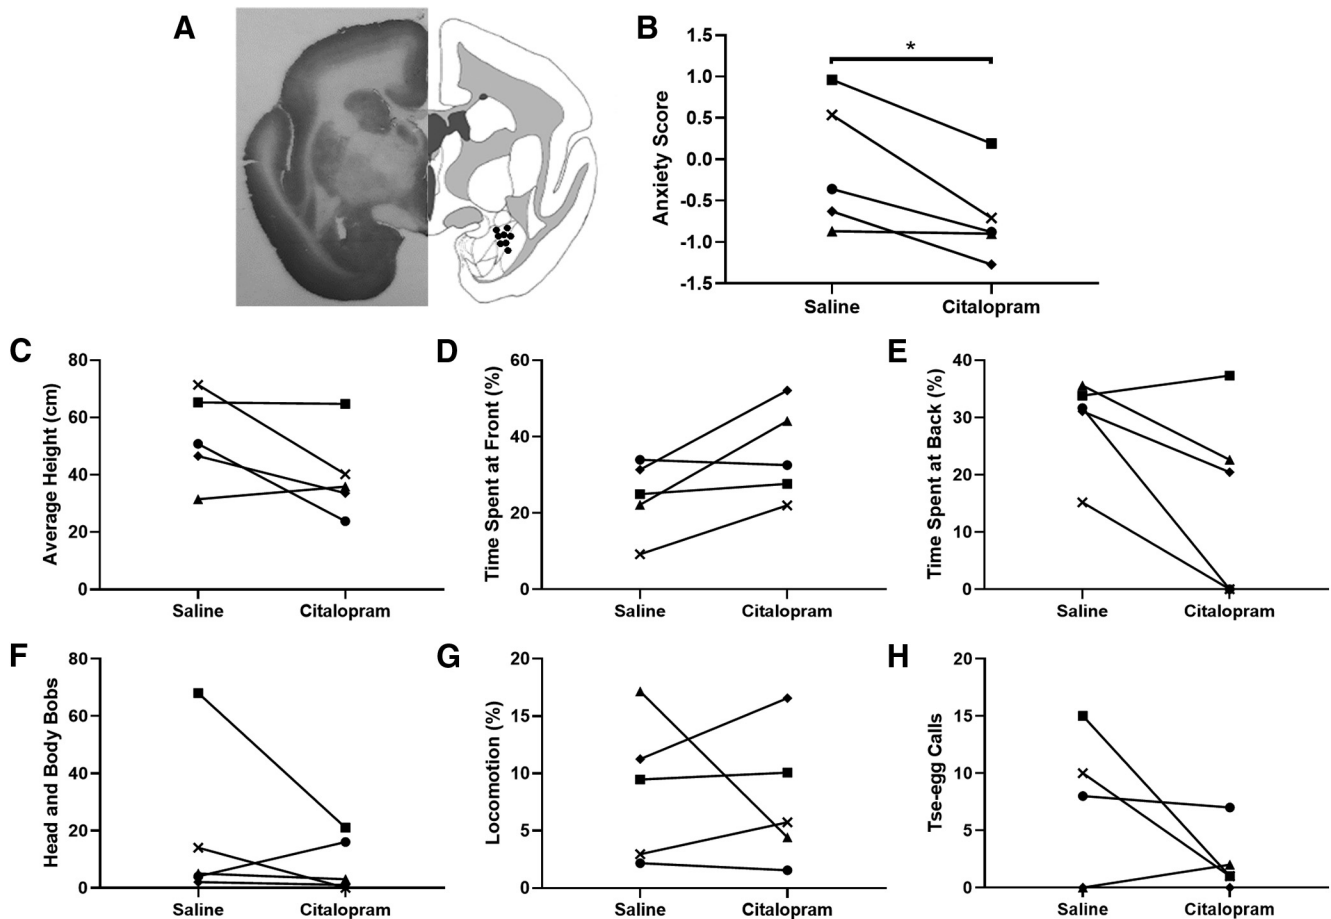 A
B
Anxiety Score
1.5
*
1.0
0.5
0.0
-0.5
-1.0
-1.5
Saline Citalopram
C
Average Height (cm)
80
60
40
20
0
Saline Citalopram
D
Time Spent at Front (%)
60
40
20
0
Saline Citalopram
E
Time Spent at Back (%)
40
30
20
10
0
Saline Citalopram
F
Head and Body Bobs
80
60
40
20
0
Saline Citalopram
G
Locomotion (%)
20
15
10
5
0
Saline Citalopram
H
Tse-egg Calls
20
15
10
5
0
Saline Citalopram